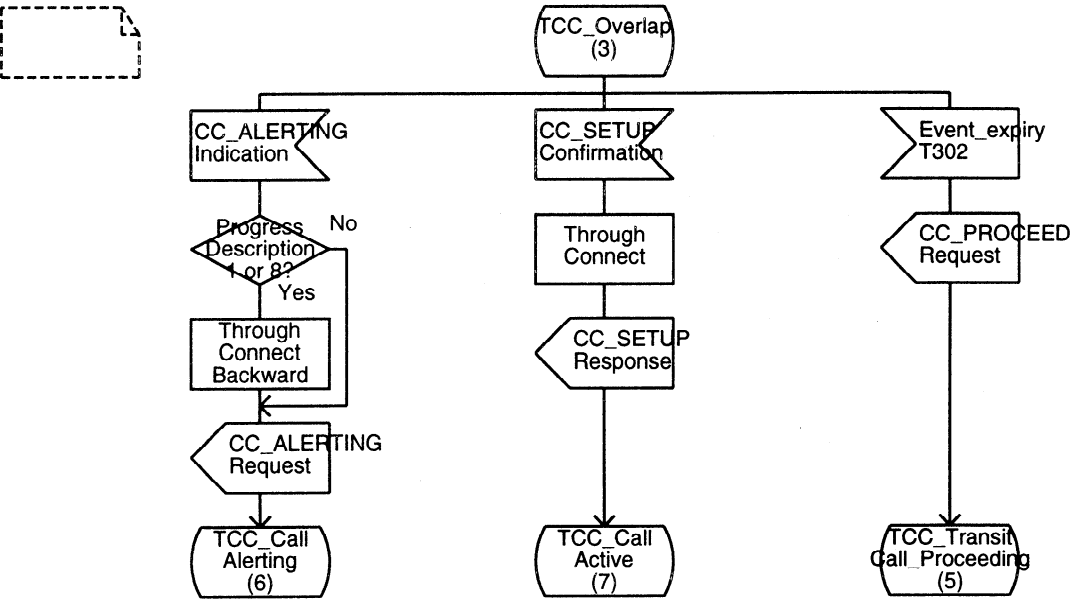 TCC_Overlap
(3)
CC_ALERTING
Indication
Progress
Description
1 or 8?
No
Yes
Through
Connect
Backward
CC_ALERTING
Request
TCC_Call
Alerting
(6)
CC_SETUP
Confirmation
Through
Connect
CC_SETUP
Response
TCC_Call
Active
(7)
Event_expiry
T302
CC_PROCEED
Request
TCC_Transit
Call_Proceeding
(5)